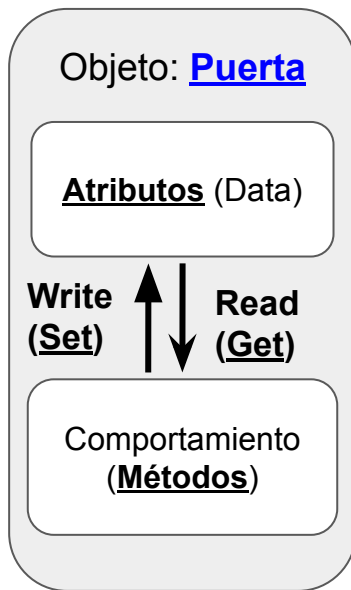 Objeto: Puerta
Atributos (Data)
Write
(Set)
Read
(Get)
Comportamiento
(Métodos)